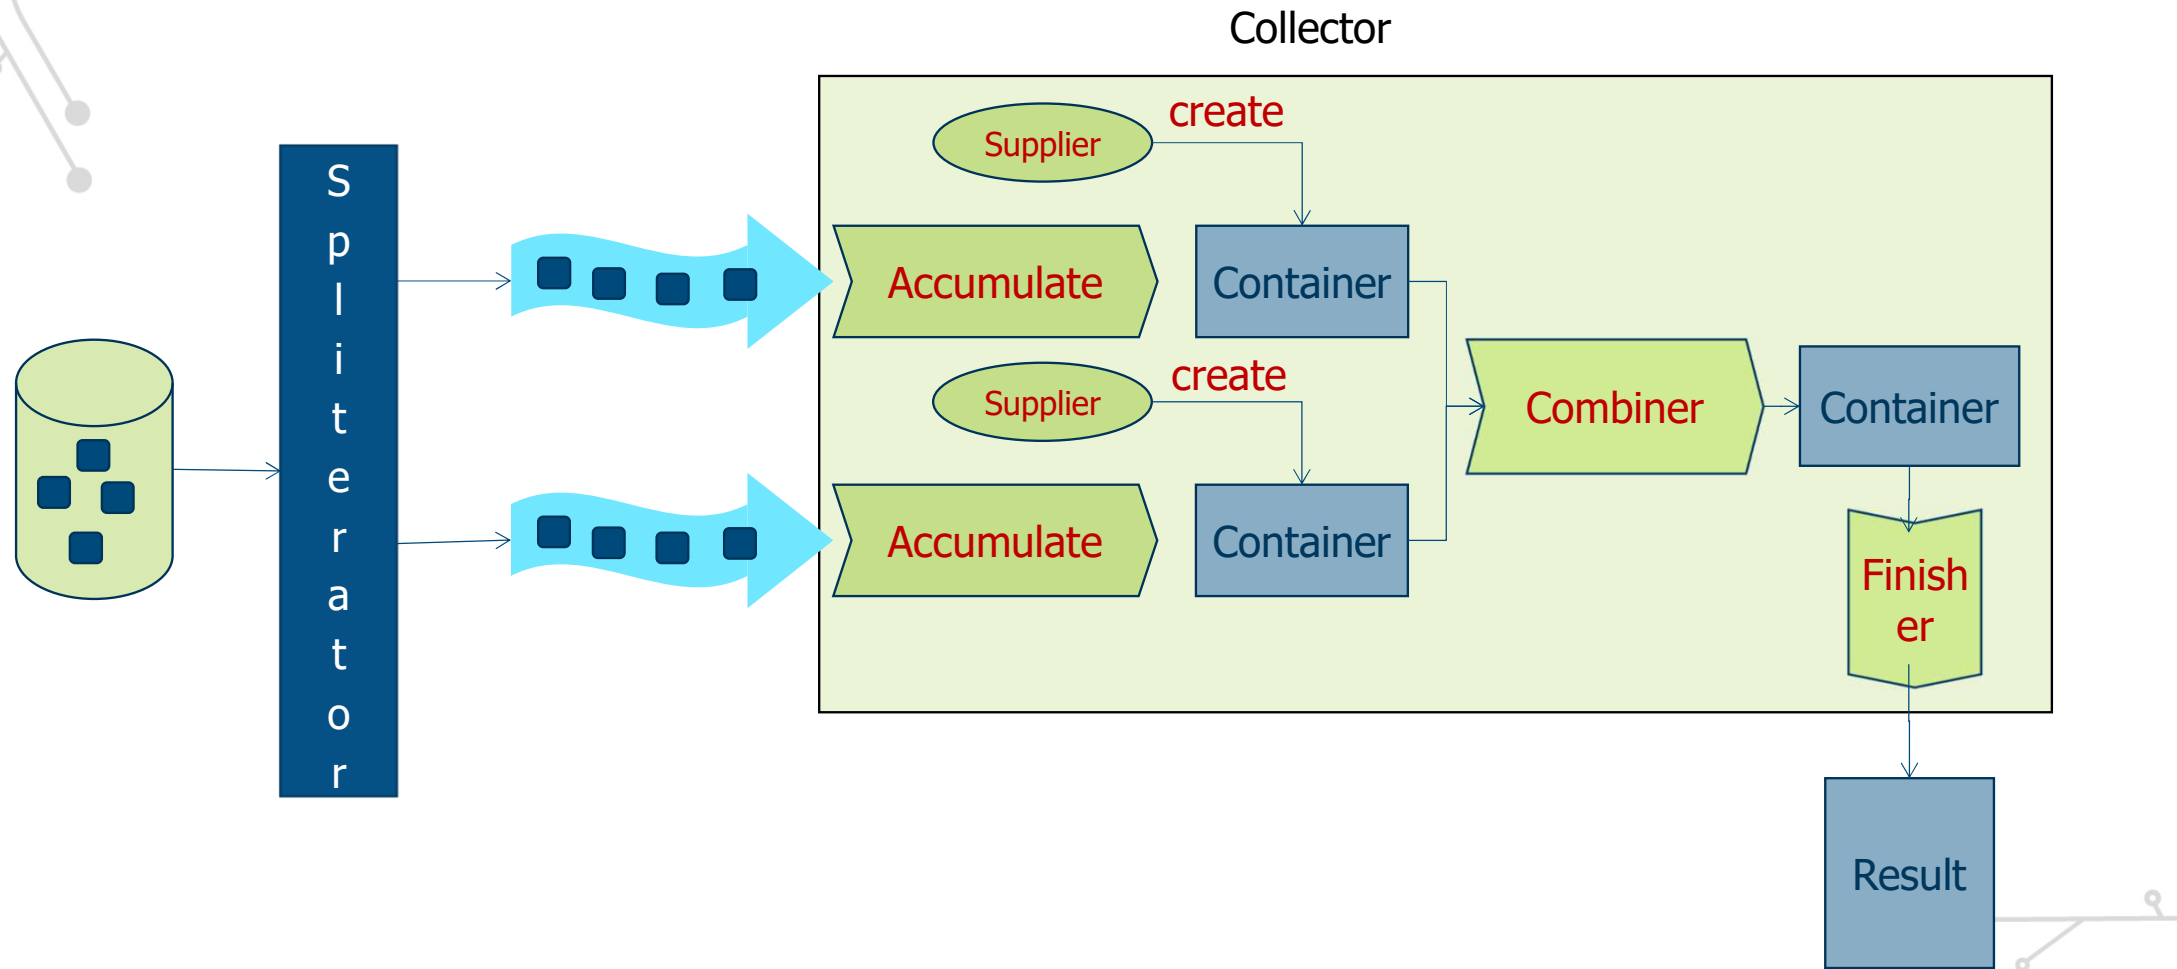 Collector
Supplier
create
S
p
l
i
t
e
r
a
t
o
r
Accumulate
Container
Supplier
create
Combiner
Container
Accumulate
Container
Finish
er
Result